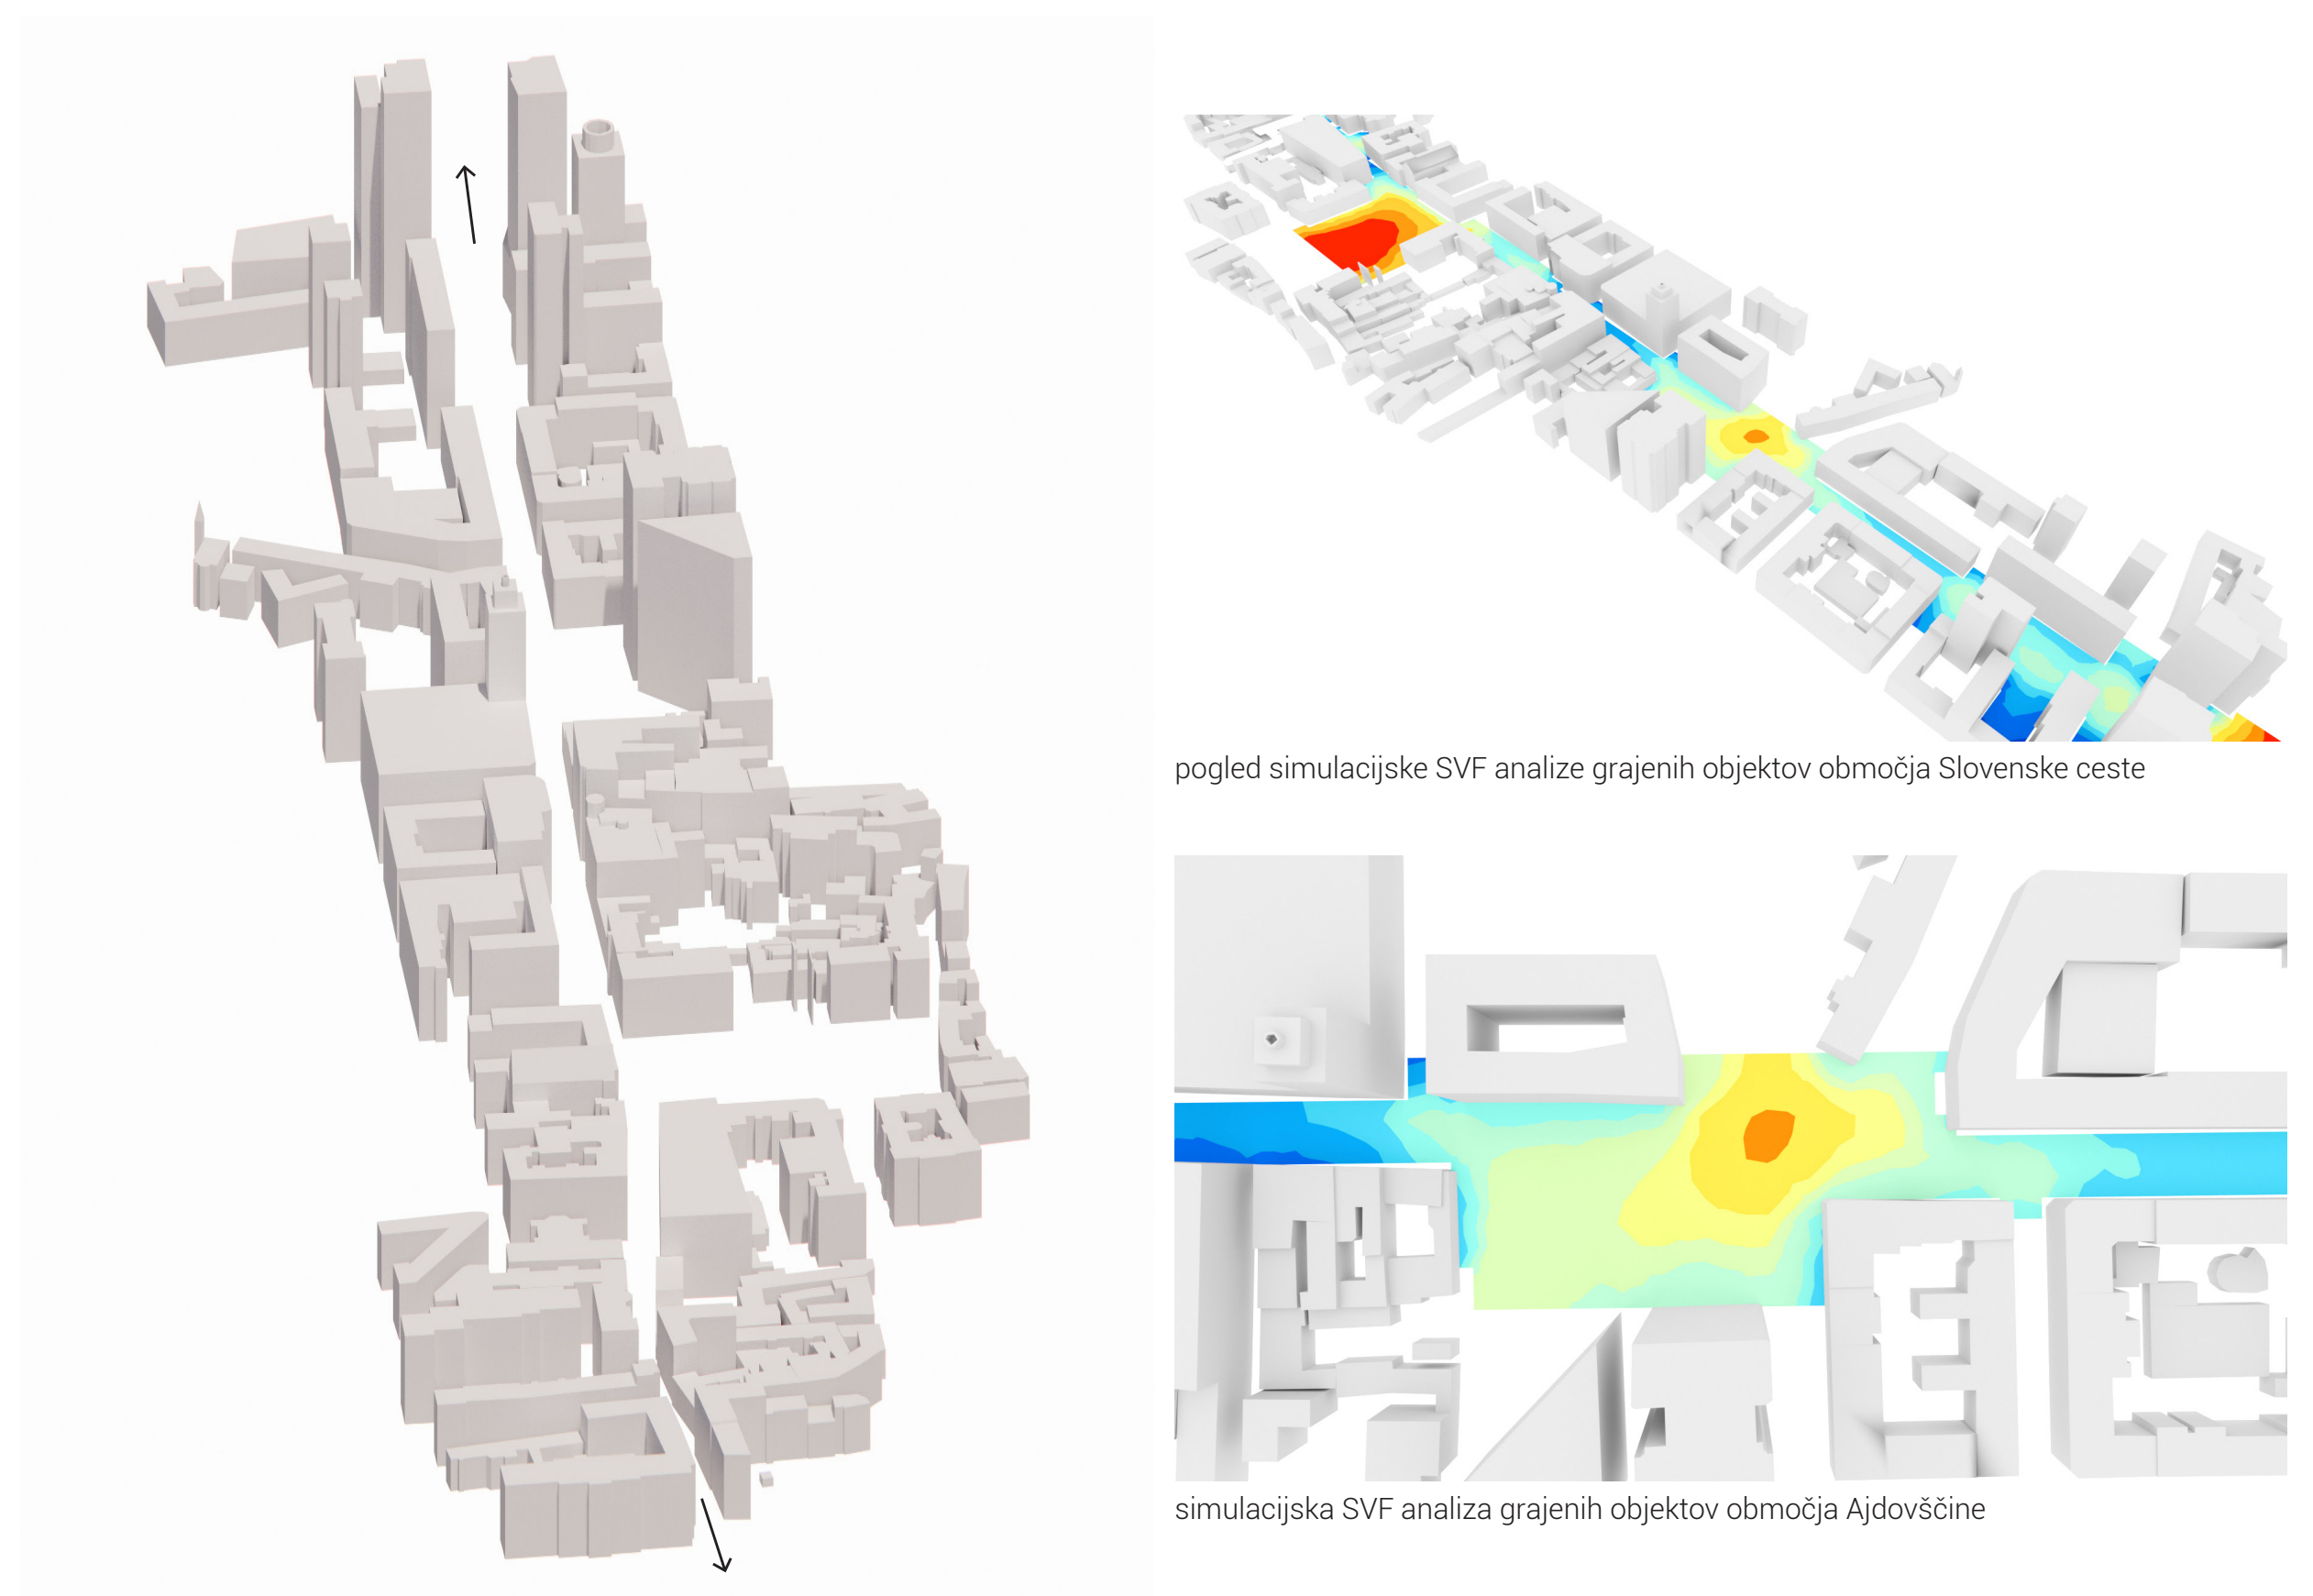 pogled simulacijske SVF analize grajenih objektov območja Slovenske ceste
simulacijska SVF analiza grajenih objektov območja Ajdovščine